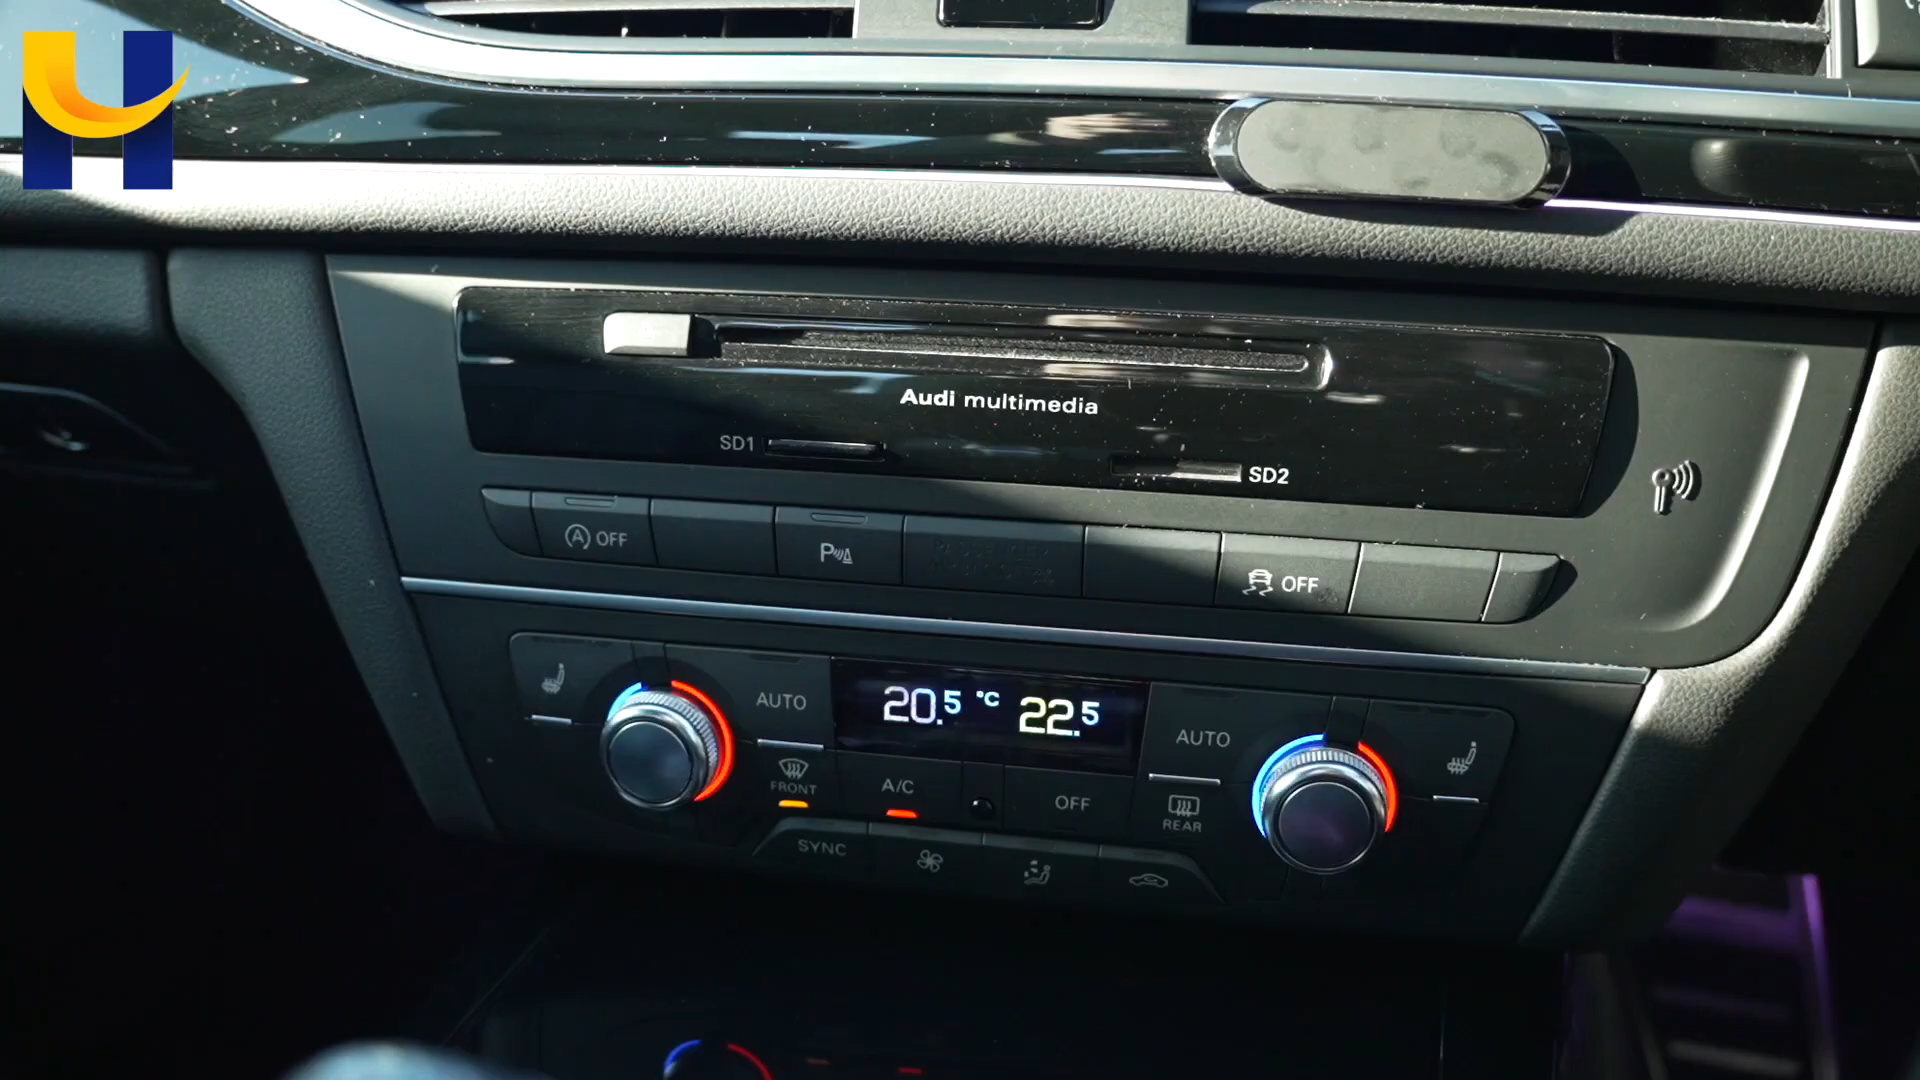 Audi multimedia
SD1
SD2
OFF
P
OFF
AUTO
20.5 °C 22.5
AUTO
FRONT
A/C
OFF
REAR
SYNC